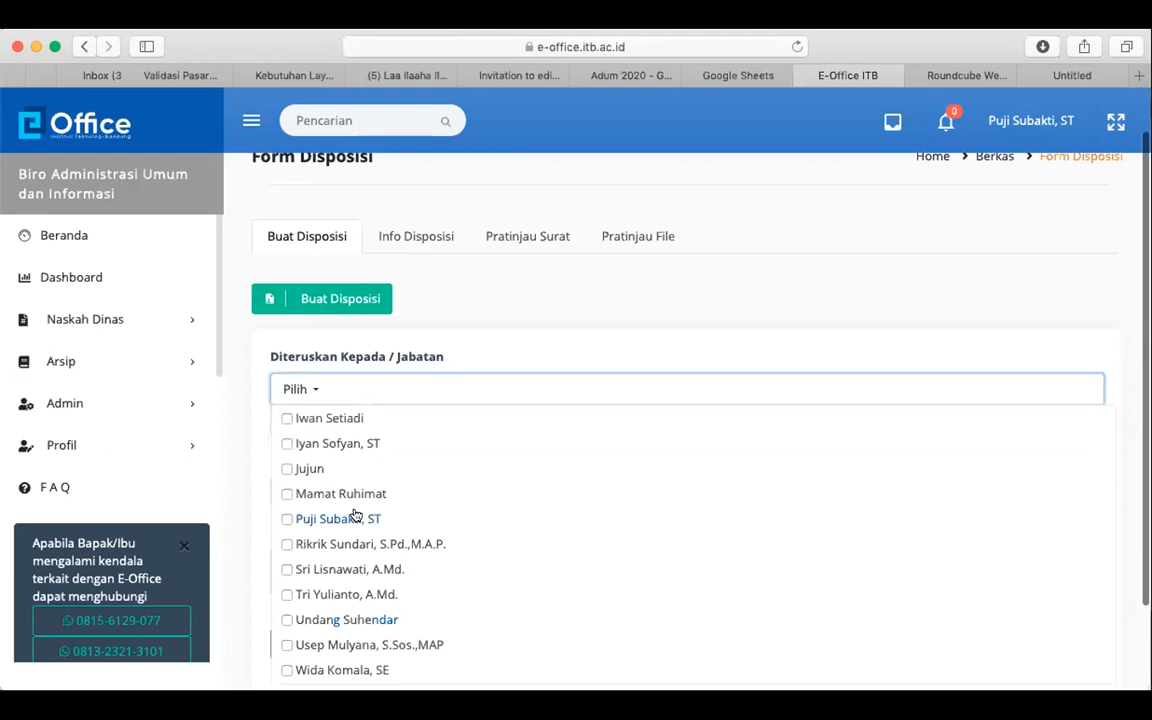 e-office.itb.ac.id
Inbox (3
Validasi Pasar...
Kebutuhan Lay...
(5) Laa ilaaha il...
Invitation to edi...
Adum 2020 - G...
Google Sheets
E-Office ITB
Roundcube We...
Untitled
Office
Institut Teknologi Bandung
Pencarian
0
Puji Subakti, ST
Biro Administrasi Umum
dan Informasi
Form Disposisi
Home > Berkas > Form Disposisi
Beranda
Dashboard
Naskah Dinas
Arsip
Admin
Profil
F A Q
Apabila Bapak/Ibu
mengalami kendala
terkait dengan E-Office
dapat menghubungi
0815-6129-077
0813-2321-3101
Buat Disposisi
Info Disposisi
Pratinjau Surat
Pratinjau File
Buat Disposisi
Diteruskan Kepada / Jabatan
Pilih
Iwan Setiadi
Iyan Sofyan, ST
Jujun
Mamat Ruhimat
Puji Subakti, ST
Rikrik Sundari, S.Pd.,M.A.P.
Sri Lisnawati, A.Md.
Tri Yulianto, A.Md.
Undang Suhendar
Usep Mulyana, S.Sos.,MAP
Wida Komala, SE